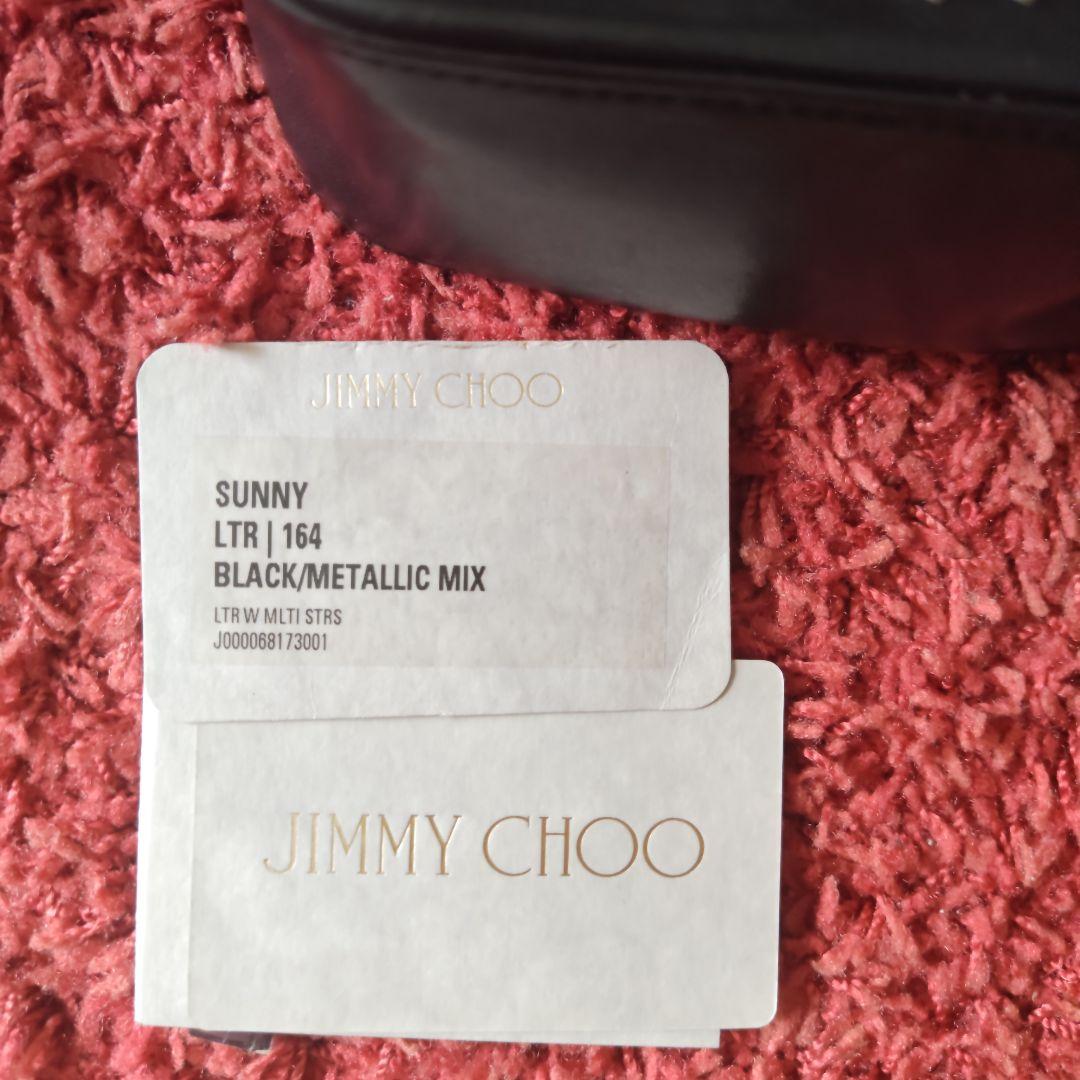 JIMMY CHOO
SUNNY
LTR | 164
BLACK/METALLIC MIX
LTR W MLTI STRS
J000068173001
JIMMY CHOO